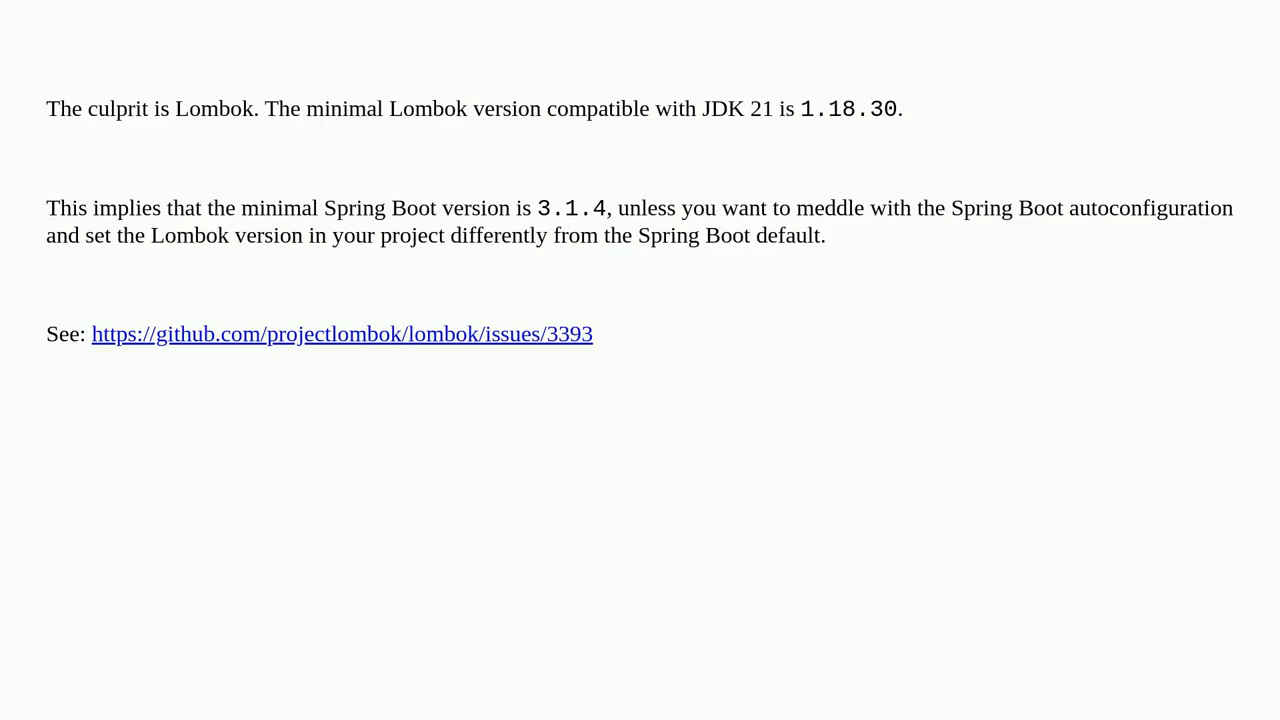 The culprit is Lombok. The minimal Lombok version compatible with JDK 21 is 1.18.30.
This implies that the minimal Spring Boot version is 3.1.4, unless you want to meddle with the Spring Boot autoconfiguration
and set the Lombok version in your project differently from the Spring Boot default.
See: https://github.com/projectlombok/lombok/issues/3393